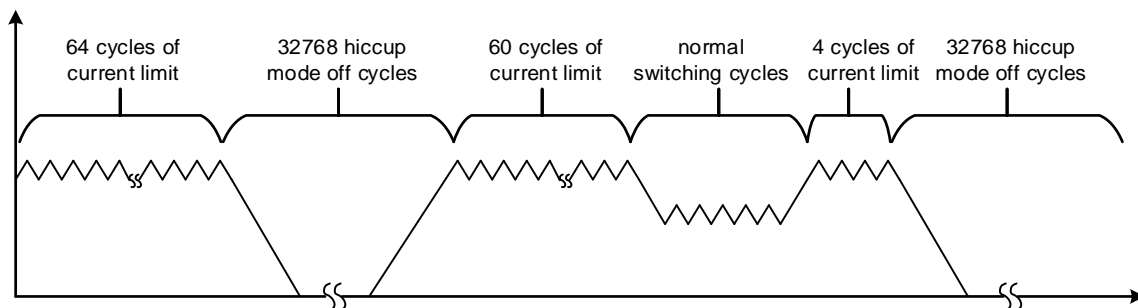 64 cycles of
current limit
32768 hiccup
mode off cycles
60 cycles of
current limit
normal
switching cycles
4 cycles of
current limit
32768 hiccup
mode off cycles